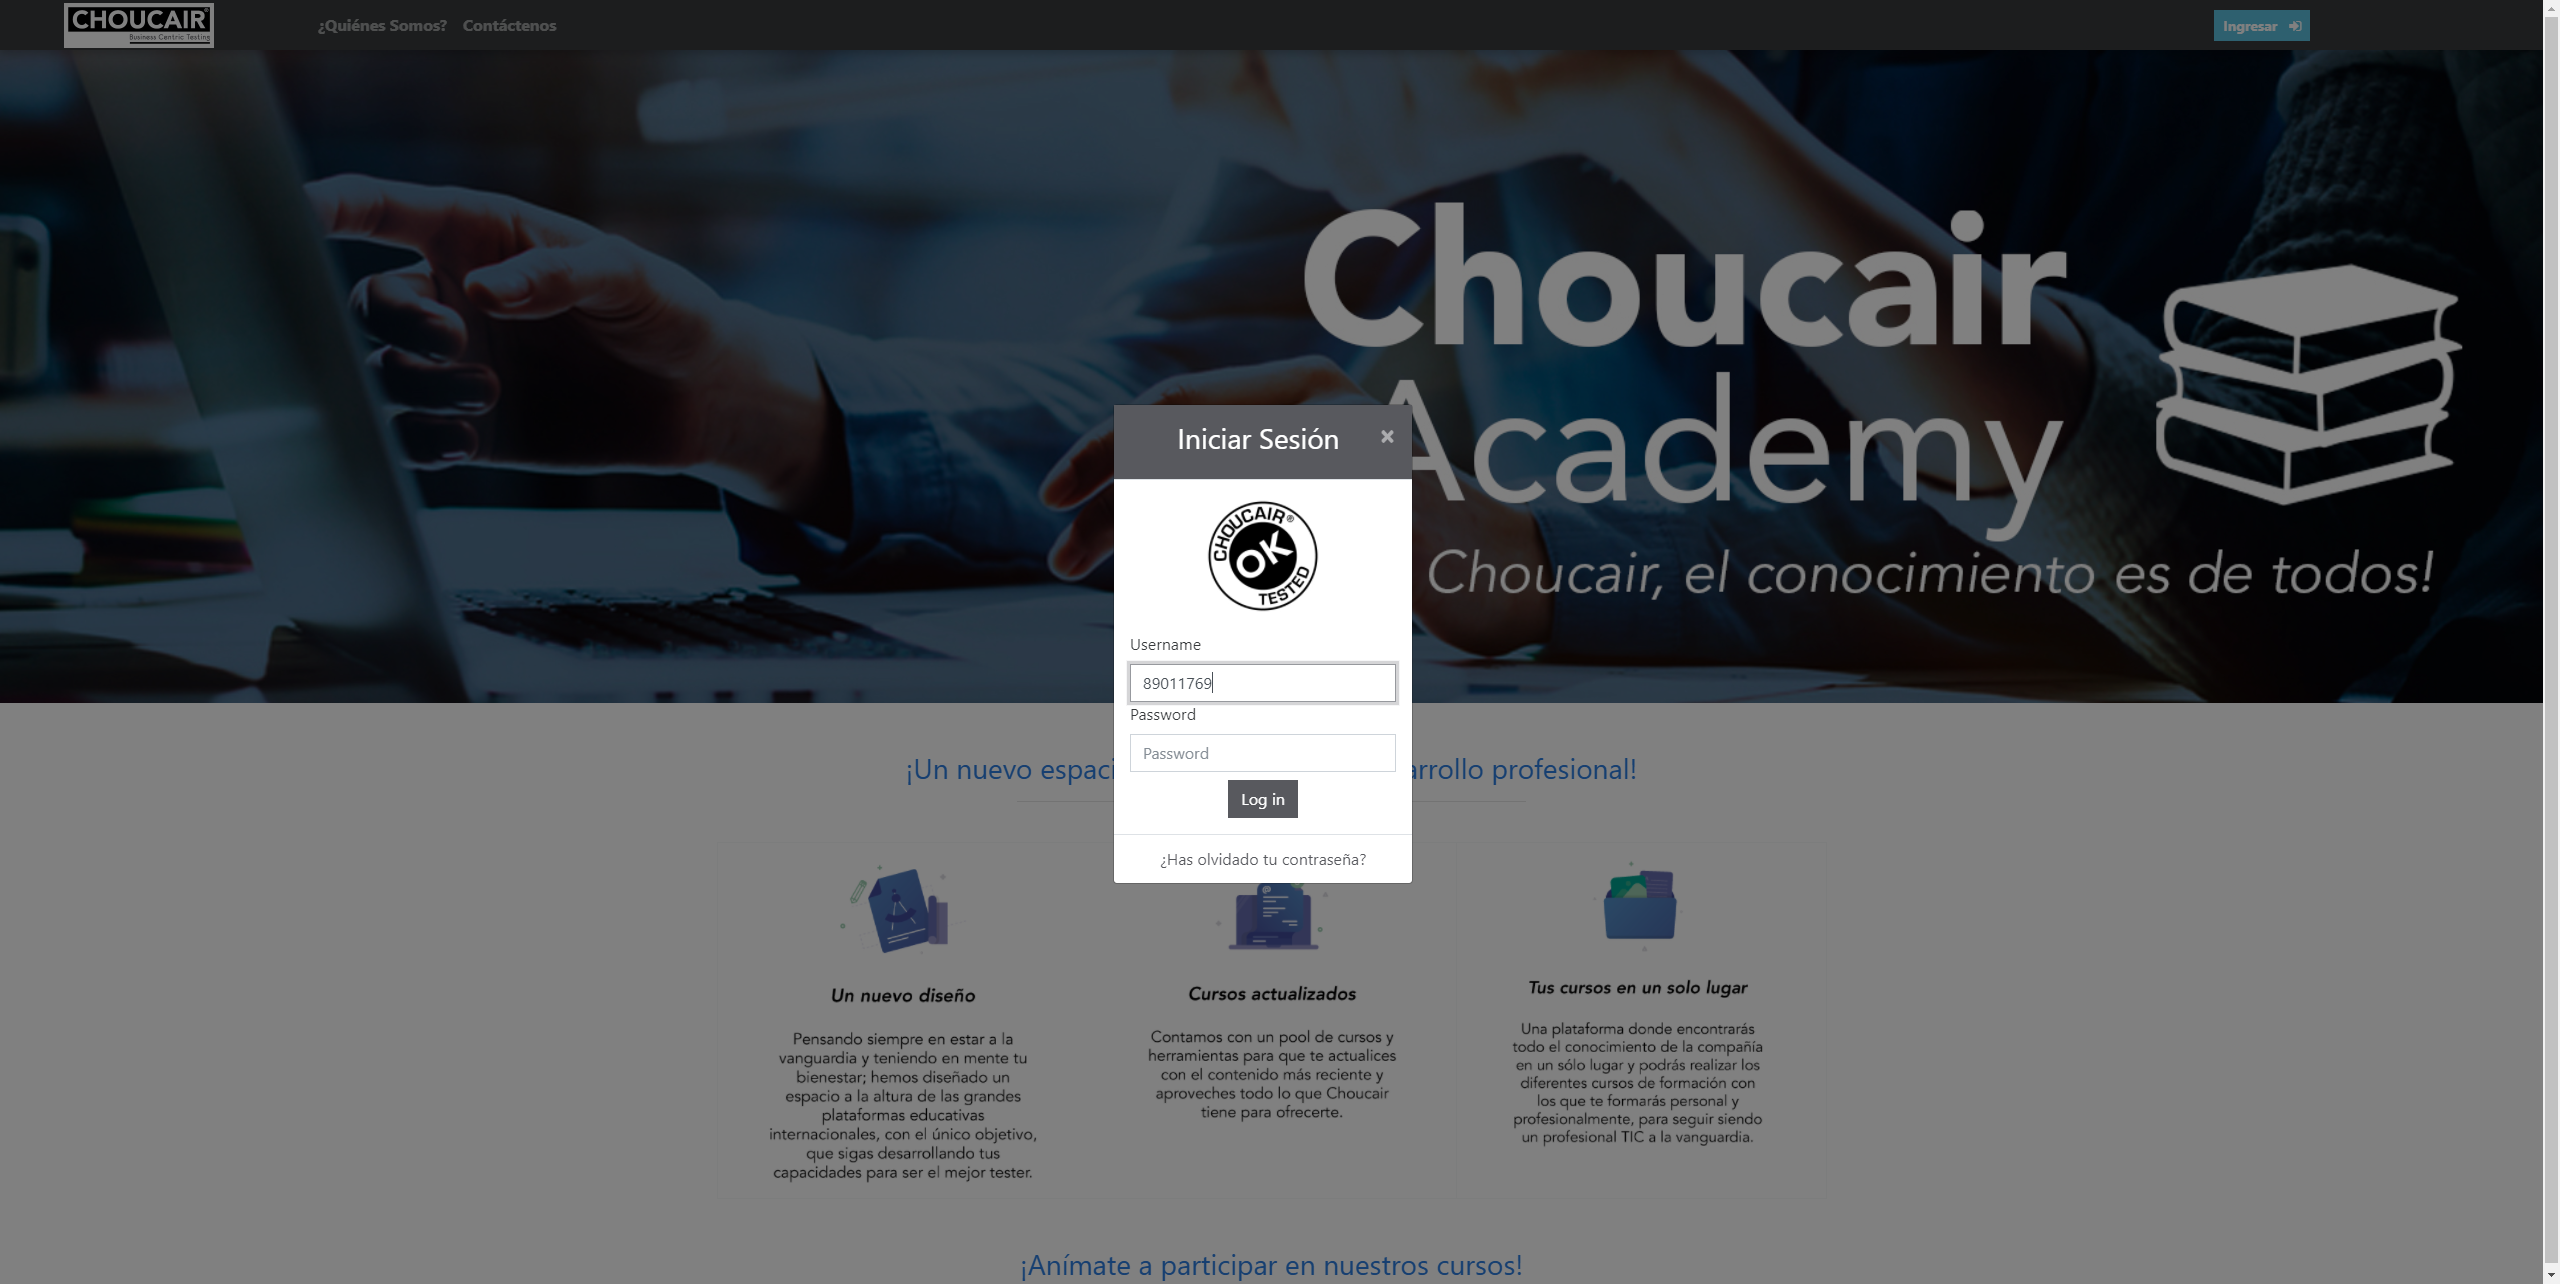 CHOUCAIR®
Business Centric Testing
¿Quiénes Somos?
Contáctenos
Ingresar
Choucair
Academy
Choucair, el conocimiento es de todos!
Iniciar Sesión
×
CHOUCAIR®
OK
TESTED
Username
89011769
Password
Password
Log in
¿Has olvidado tu contraseña?
¡Un nuevo espaci
rrollo profesional!
Un nuevo diseño
Pensando siempre en estar a la
vanguardia y teniendo en mente tu
bienestar; hemos diseñado un
espacio a la altura de las grandes
plataformas educativas
internacionales, con el único objetivo,
que sigas desarrollando tus
capacidades para ser el mejor tester.
Cursos actualizados
Contamos con un pool de cursos y
herramientas para que te actualices
con el contenido más reciente y
aproveches todo lo que Choucair
tiene para ofrecerte.
Tus cursos en un solo lugar
Una plataforma donde encontrarás
todo el conocimiento de la compañía
en un sólo lugar y podrás realizar los
diferentes cursos de formación con
los que te formarás personal y
profesionalmente, para seguir siendo
un profesional TIC a la vanguardia.
¡Anímate a participar en nuestros cursos!